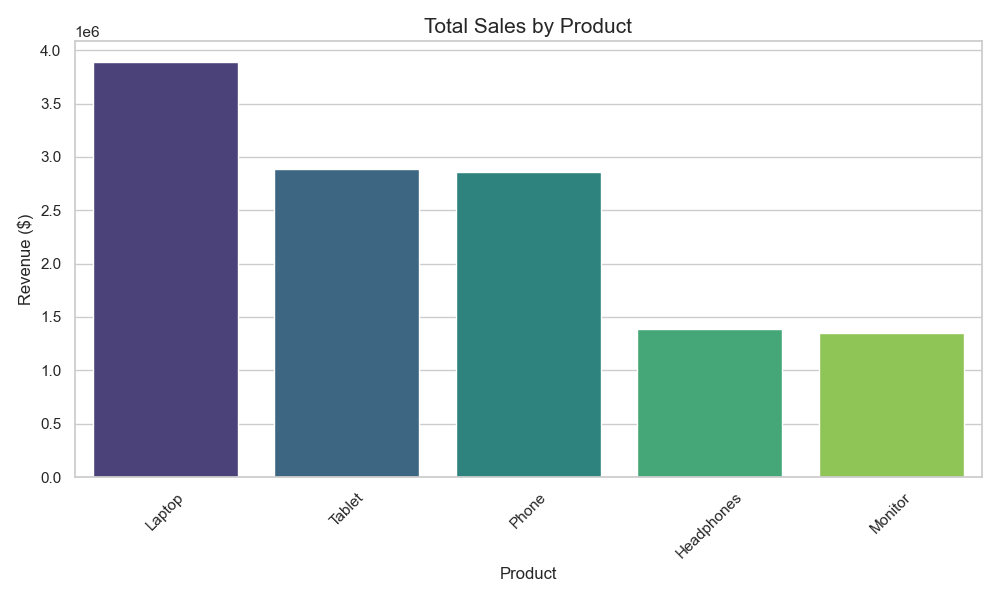 Total Sales by Product
1e6
4.0
3.5
3.0
2.5
2.0
1.5
1.0
0.5
0.0
Revenue ($)
Laptop
Tablet
Phone
Headphones
Monitor
Product